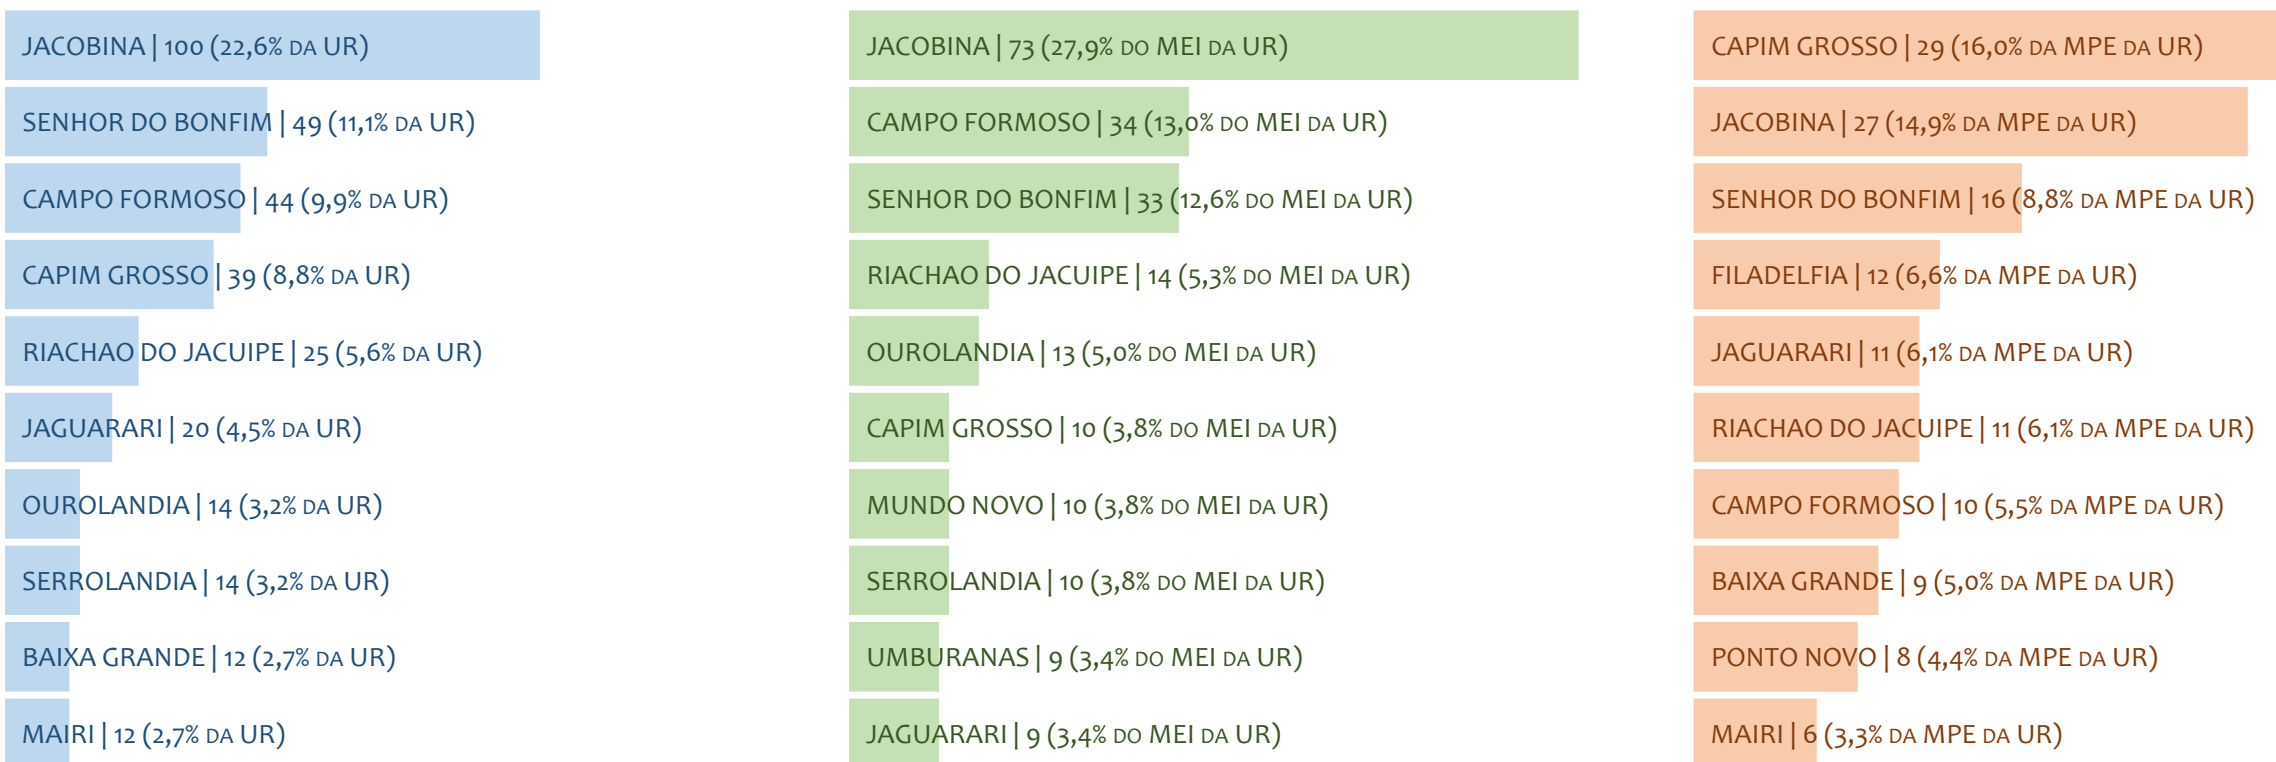 JACOBINA | 100 (22,6% DA UR)
SENHOR DO BONFIM | 49 (11,1% DA UR)
CAMPO FORMOSO | 44 (9,9% DA UR)
CAPIM GROSSO | 39 (8,8% DA UR)
RIACHAO DO JACUIPE | 25 (5,6% DA UR)
JAGUARARI | 20 (4,5% DA UR)
OUROLANDIA | 14 (3,2% DA UR)
SERROLANDIA | 14 (3,2% DA UR)
BAIXA GRANDE | 12 (2,7% DA UR)
MAIRI | 12 (2,7% DA UR)
JACOBINA | 73 (27,9% DO MEI DA UR)
CAMPO FORMOSO | 34 (13,0% DO MEI DA UR)
SENHOR DO BONFIM | 33 (12,6% DO MEI DA UR)
RIACHAO DO JACUIPE | 14 (5,3% DO MEI DA UR)
OUROLANDIA | 13 (5,0% DO MEI DA UR)
CAPIM GROSSO | 10 (3,8% DO MEI DA UR)
MUNDO NOVO | 10 (3,8% DO MEI DA UR)
SERROLANDIA | 10 (3,8% DO MEI DA UR)
UMBURANAS | 9 (3,4% DO MEI DA UR)
JAGUARARI | 9 (3,4% DO MEI DA UR)
CAPIM GROSSO | 29 (16,0% DA MPE DA UR)
JACOBINA | 27 (14,9% DA MPE DA UR)
SENHOR DO BONFIM | 16 (8,8% DA MPE DA UR)
FILADELFIA | 12 (6,6% DA MPE DA UR)
JAGUARARI | 11 (6,1% DA MPE DA UR)
RIACHAO DO JACUIPE | 11 (6,1% DA MPE DA UR)
CAMPO FORMOSO | 10 (5,5% DA MPE DA UR)
BAIXA GRANDE | 9 (5,0% DA MPE DA UR)
PONTO NOVO | 8 (4,4% DA MPE DA UR)
MAIRI | 6 (3,3% DA MPE DA UR)